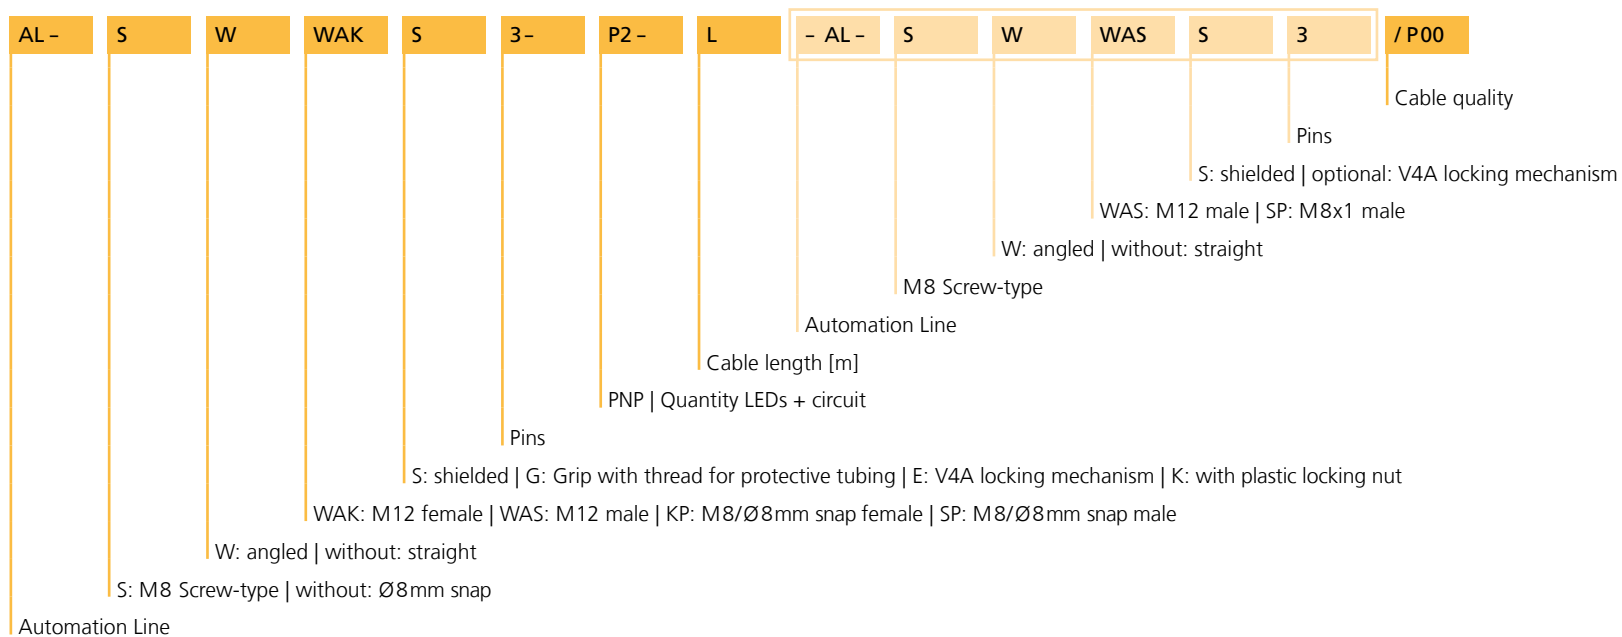 AL – S W WAK S 3 – P2 – L – AL – S W WAS S 3 / P00
Cable quality
Pins
S: shielded | optional: V4A locking mechanism
WAS: M12 male | SP: M8x1 male
W: angled | without: straight
M8 Screw-type
Automation Line
Cable length [m]
PNP | Quantity LEDs + circuit
Pins
S: shielded | G: Grip with thread for protective tubing | E: V4A locking mechanism | K: with plastic locking nut
WAK: M12 female | WAS: M12 male | KP: M8/Ø8mm snap female | SP: M8/Ø8mm snap male
W: angled | without: straight
S: M8 Screw-type | without: Ø8mm snap
Automation Line